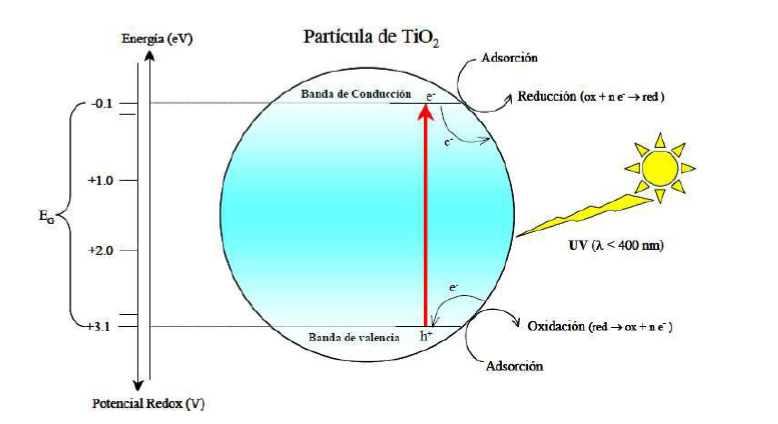 Partícula de TiO2
Energía (eV)
Adsorción
Banda de Conducción
e-
Reducción (ox + n e- → red )
-0.1
e-
+1.0
EG
UV (λ < 400 nm)
+2.0
e-
+3.1
Oxidación (red → ox + n e- )
Banda de valencia
h+
Adsorción
Potencial Redox (V)